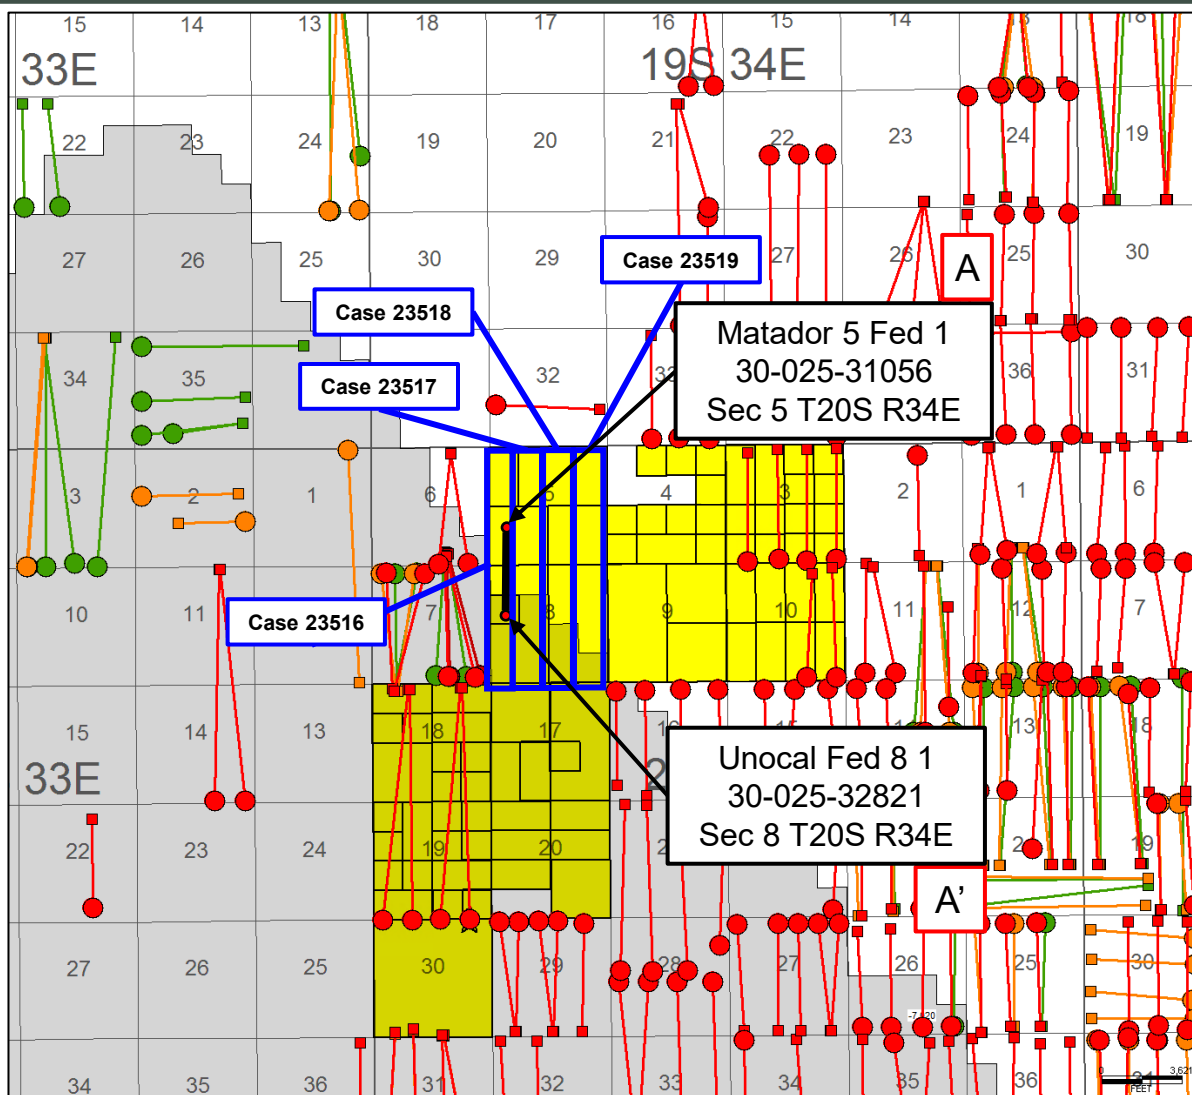 15 14 13 18 17 16 15 14 18
33E 19S 34E
22 23 24 19 20 21 22 23 24 19
27 26 25 30 29 27 26 25 30
Case 23519
A
Case 23518
Matador 5 Fed 1
30-025-31056
Sec 5 T20S R34E
34 35 32 36 31
Case 23517
3 2 1 6 5 4 3 2 1 6
10 11 7 8 9 10 11 12 7
Case 23516
15 14 13 18 17 13 18
33E
Unocal Fed 8 1
30-025-32821
Sec 8 T20S R34E
22 23 24 19 20 19
A'
27 26 25 30 29 28 27 26 25 30
0 3,621
FEET
34 35 36 31 32 33 34 35 36